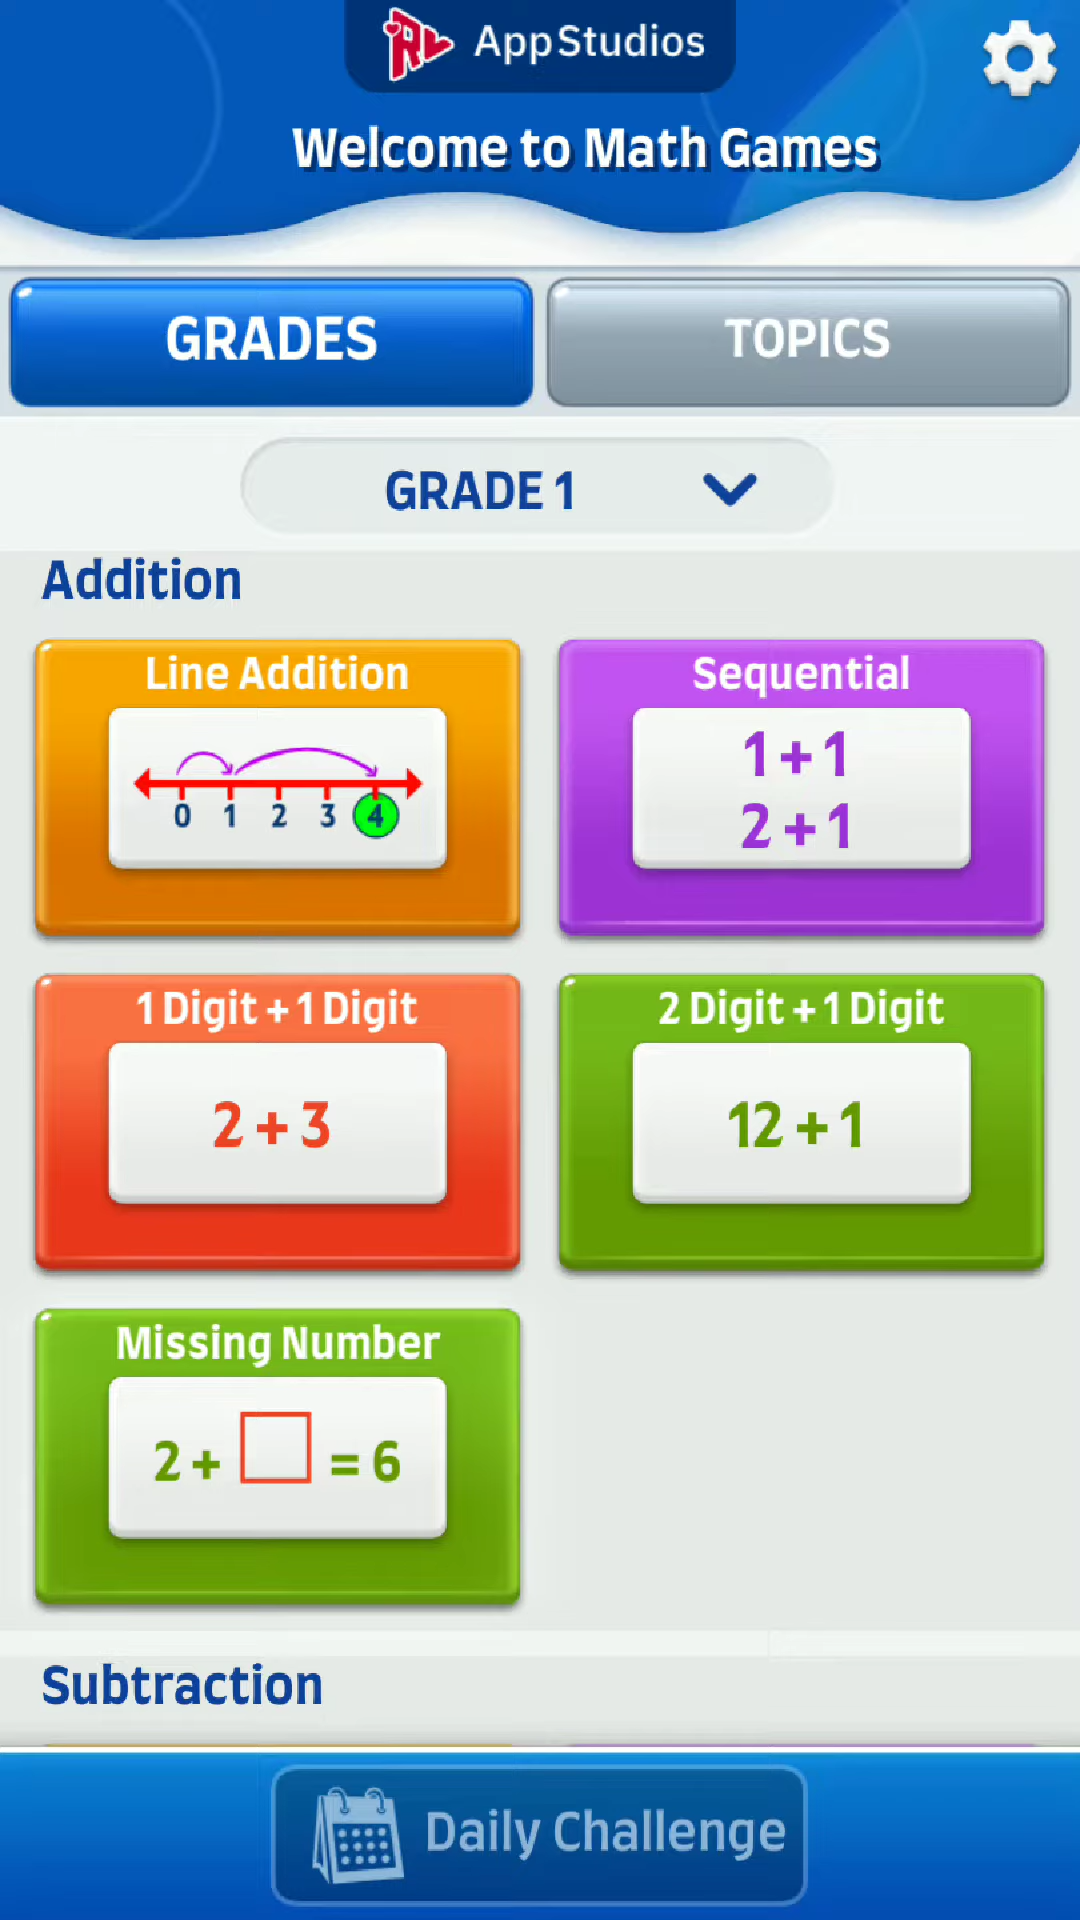 RV AppStudios
Welcome to Math Games
GRADES
TOPICS
GRADE 1
Addition
Line Addition
0 1 2 3 4
Sequential
1 + 1
2 + 1
1 Digit + 1 Digit
2 + 3
2 Digit + 1 Digit
12 + 1
Missing Number
2 + = 6
Subtraction
Daily Challenge